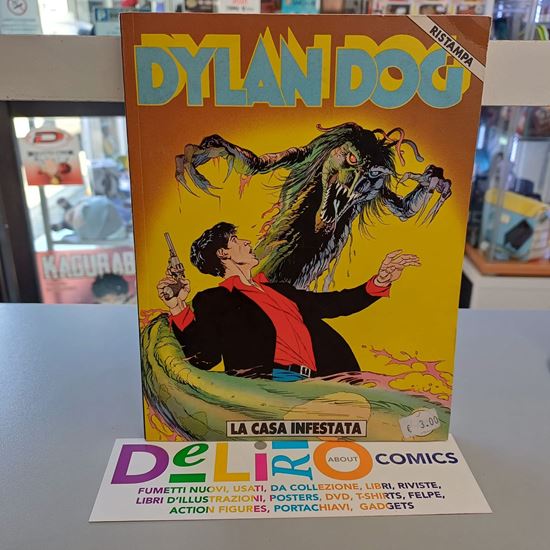 DYLAN DOG
RISTAMPA
KAGURAB
LA CASA INFESTATA
€ 3.00
DeLiRiO ABOUT COMICS
FUMETTI NUOVI, USATI, DA COLLEZIONE, LIBRI, RIVISTE,
LIBRI D'ILLUSTRAZIONI, POSTERS, DVD, T-SHIRTS, FELPE,
ACTION FIGURES, PORTACHIAVI, GADGETS